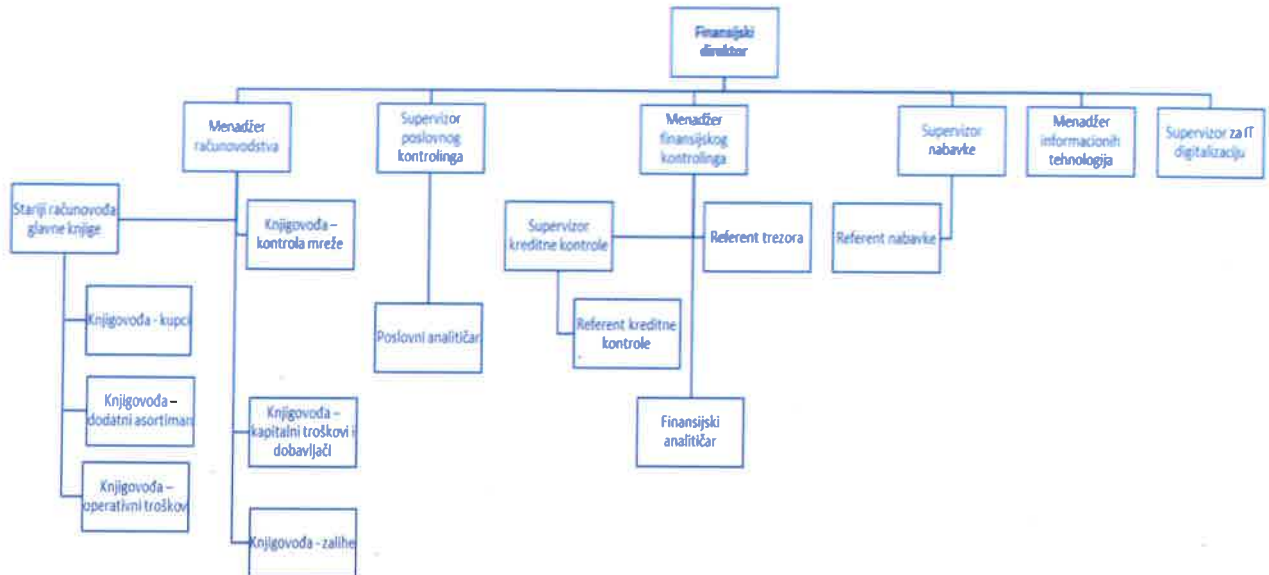 Finansijski
direktor
Menadžer
računovodstva
Supervizor
poslovnog
kontrolinga
Menadžer
finansijskog
kontrolinga
Supervizor
nabavke
Menadžer
informacionih
tehnologija
Supervizor za IT
digitalizaciju
Stariji računovođa
glavne knjige
Knjigovođa –
kontrola mreže
Supervizor
kreditne kontrole
Referent trezora
Referent nabavke
Knjigovođa - kupci
Poslovni analitičar
Referent kreditne
kontrole
Knjigovođa –
dodatni asortiman
Knjigovođa –
kapitalni troškovi i
dobavljači
Finansijski
analitičar
Knjigovođa –
operativni troškov
Knjigovođa - zalihe